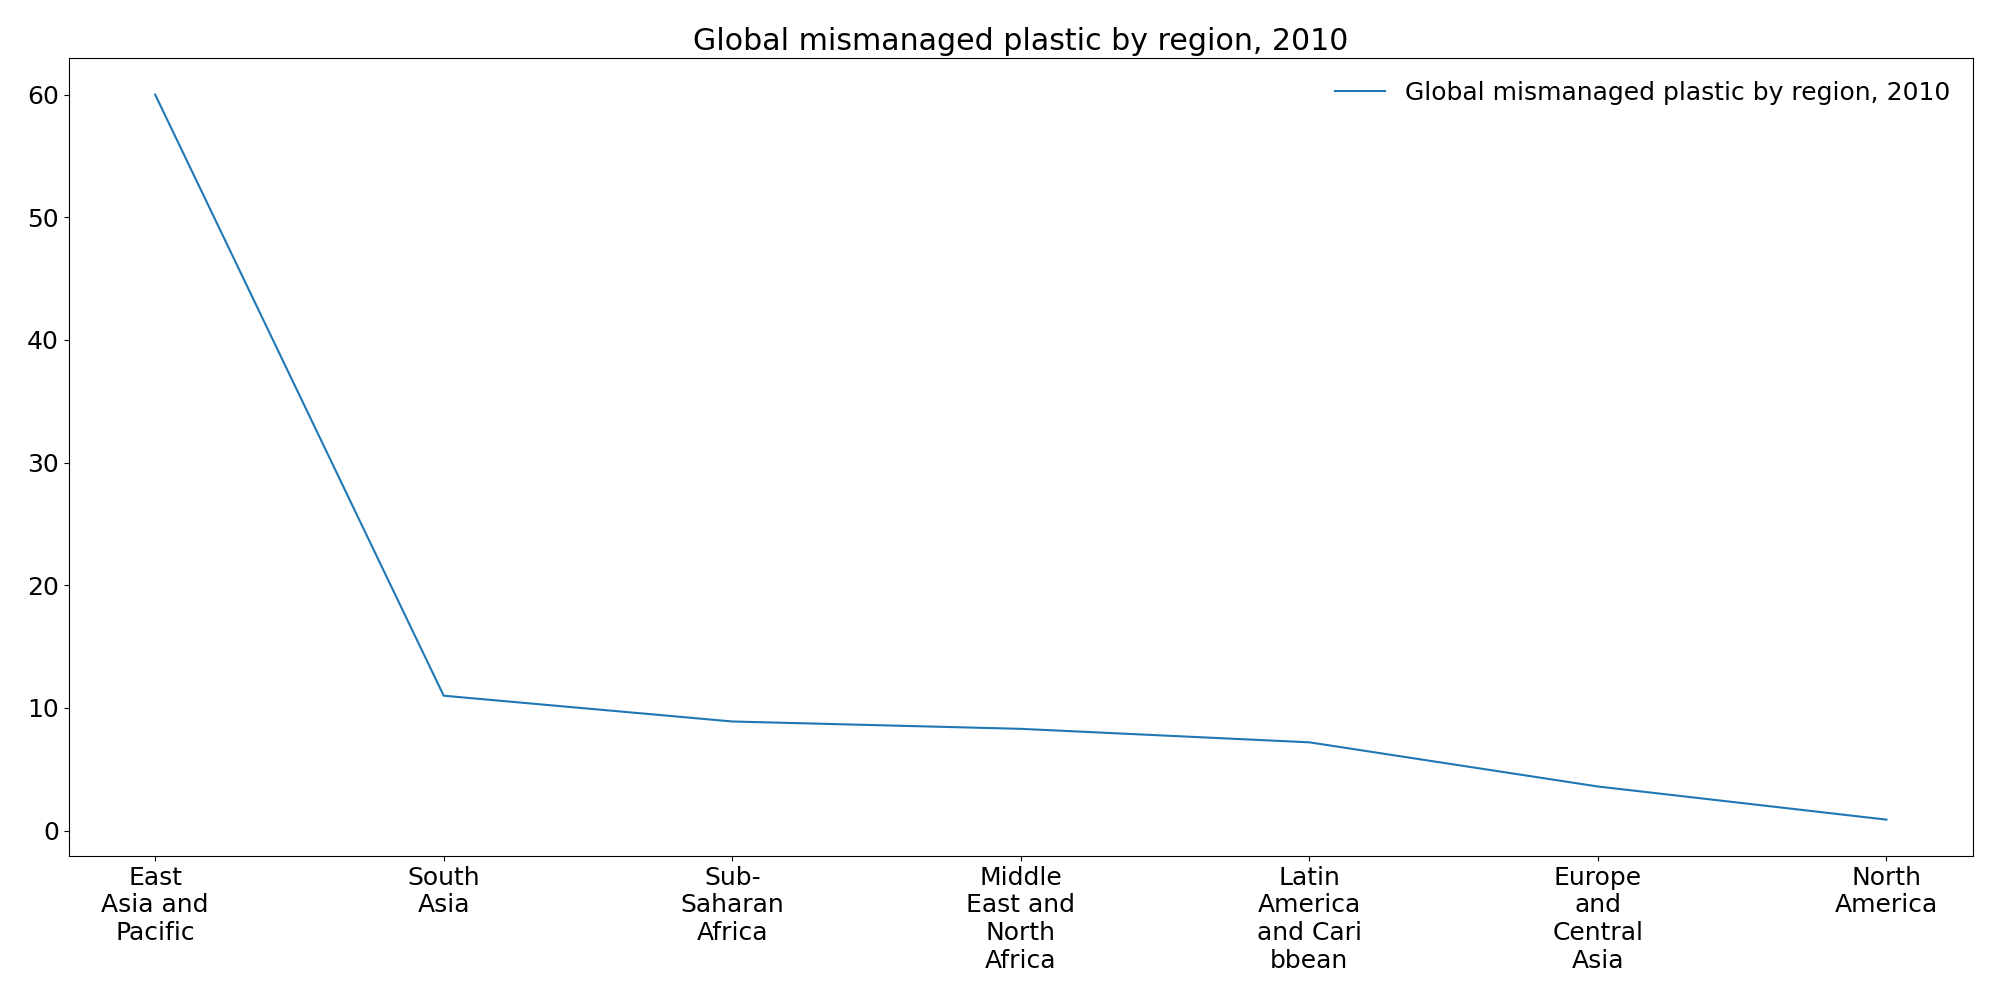 Global mismanaged plastic by region, 2010
Global mismanaged plastic by region, 2010
60
50
40
30
20
10
0
East
Asia and
Pacific
South
Asia
Sub-
Saharan
Africa
Middle
East and
North
Africa
Latin
America
and Cari
bbean
Europe
and
Central
Asia
North
America